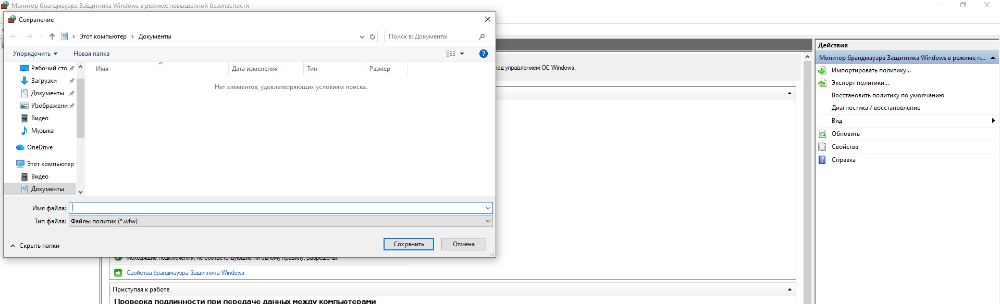 Монитор брандмауэра Защитника Windows в режиме повышенной безопасности
Сохранение
Этот компьютер
Документы
Поиск в: Документы
Упорядочить
Новая папка
Рабочий сто.
Загрузки
Документы
Изображени
Видео
Музыка
OneDrive
Этот компьютер
Видео
Документы
Имя
Дата изменения
Тип
Размер
Нет элементов, удовлетворяющих условиям поиска.
Имя файла:
Тип файла:
Файлы политик (*.wfw)
Скрыть папки
Сохранить
Отмена
под управлением ОС Windows.
Исходящие подключения, не соответствующие ни одному правилу, разрешены.
Свойства брандмауэра Защитника Windows
Приступая к работе
Проверка подлинности при передаче данных между компьютерами
Действия
Монитор брандмауэра Защитника Windows в режиме п...
Импортировать политику...
Экспорт политики...
Восстановить политику по умолчанию
Диагностика / восстановление
Вид
Обновить
Свойства
Справка